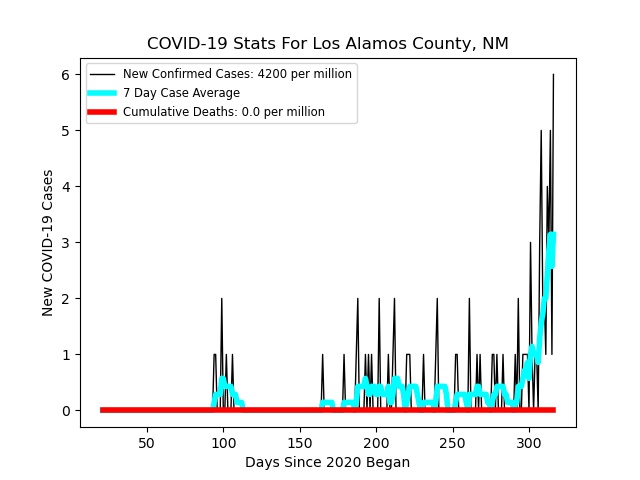 COVID-19 Stats For Los Alamos County, NM
New Confirmed Cases: 4200 per million
7 Day Case Average
Cumulative Deaths: 0.0 per million
New COVID-19 Cases
6
5
4
3
2
1
0
50 100 150 200 250 300
Days Since 2020 Began